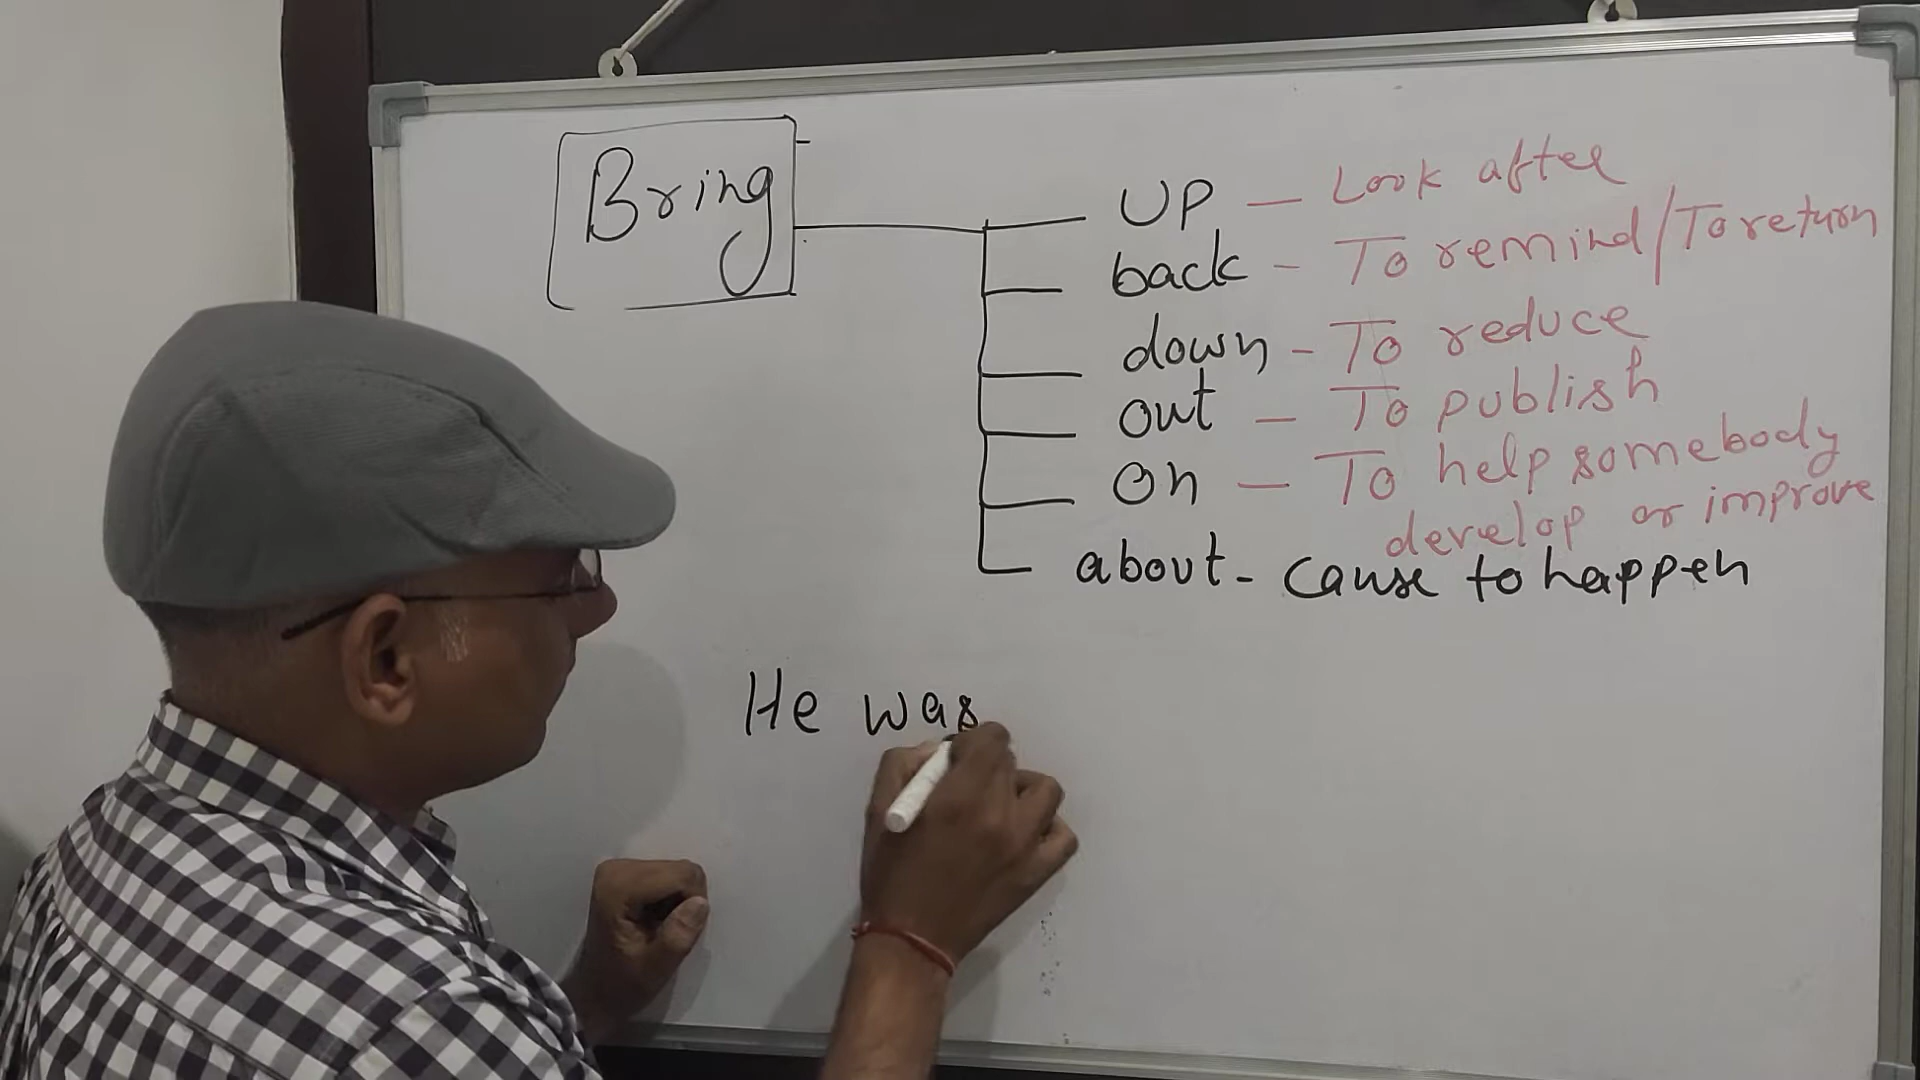 Bring
UP — Look after
back - To remind/To return
down - To reduce
out - To publish
on — To help somebody
develop or improve
about - cause to happen
He was